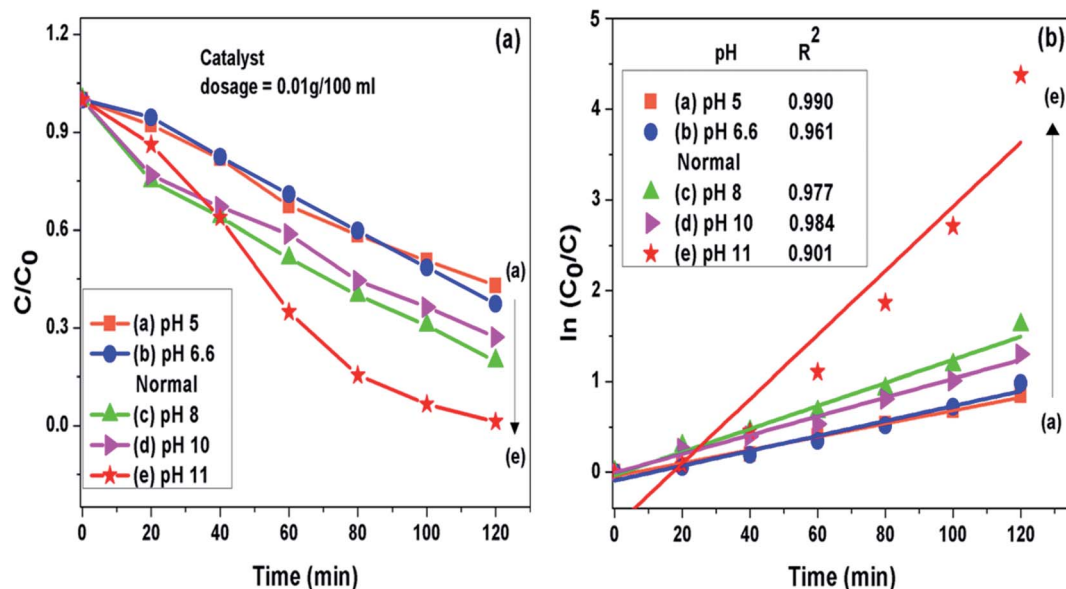 (a)
Catalyst
dosage = 0.01g/100 ml
C/C0
1.2
0.9
0.6
0.3
0.0
(a)
(e)
(a) pH 5
(b) pH 6.6
Normal
(c) pH 8
(d) pH 10
(e) pH 11
0 20 40 60 80 100 120
Time (min)
(b)
pH R2
(a) pH 5 0.990
(b) pH 6.6 0.961
Normal
(c) pH 8 0.977
(d) pH 10 0.984
(e) pH 11 0.901
ln (C0/C)
5
4
3
2
1
0
(e)
(a)
0 20 40 60 80 100 120
Time (min)